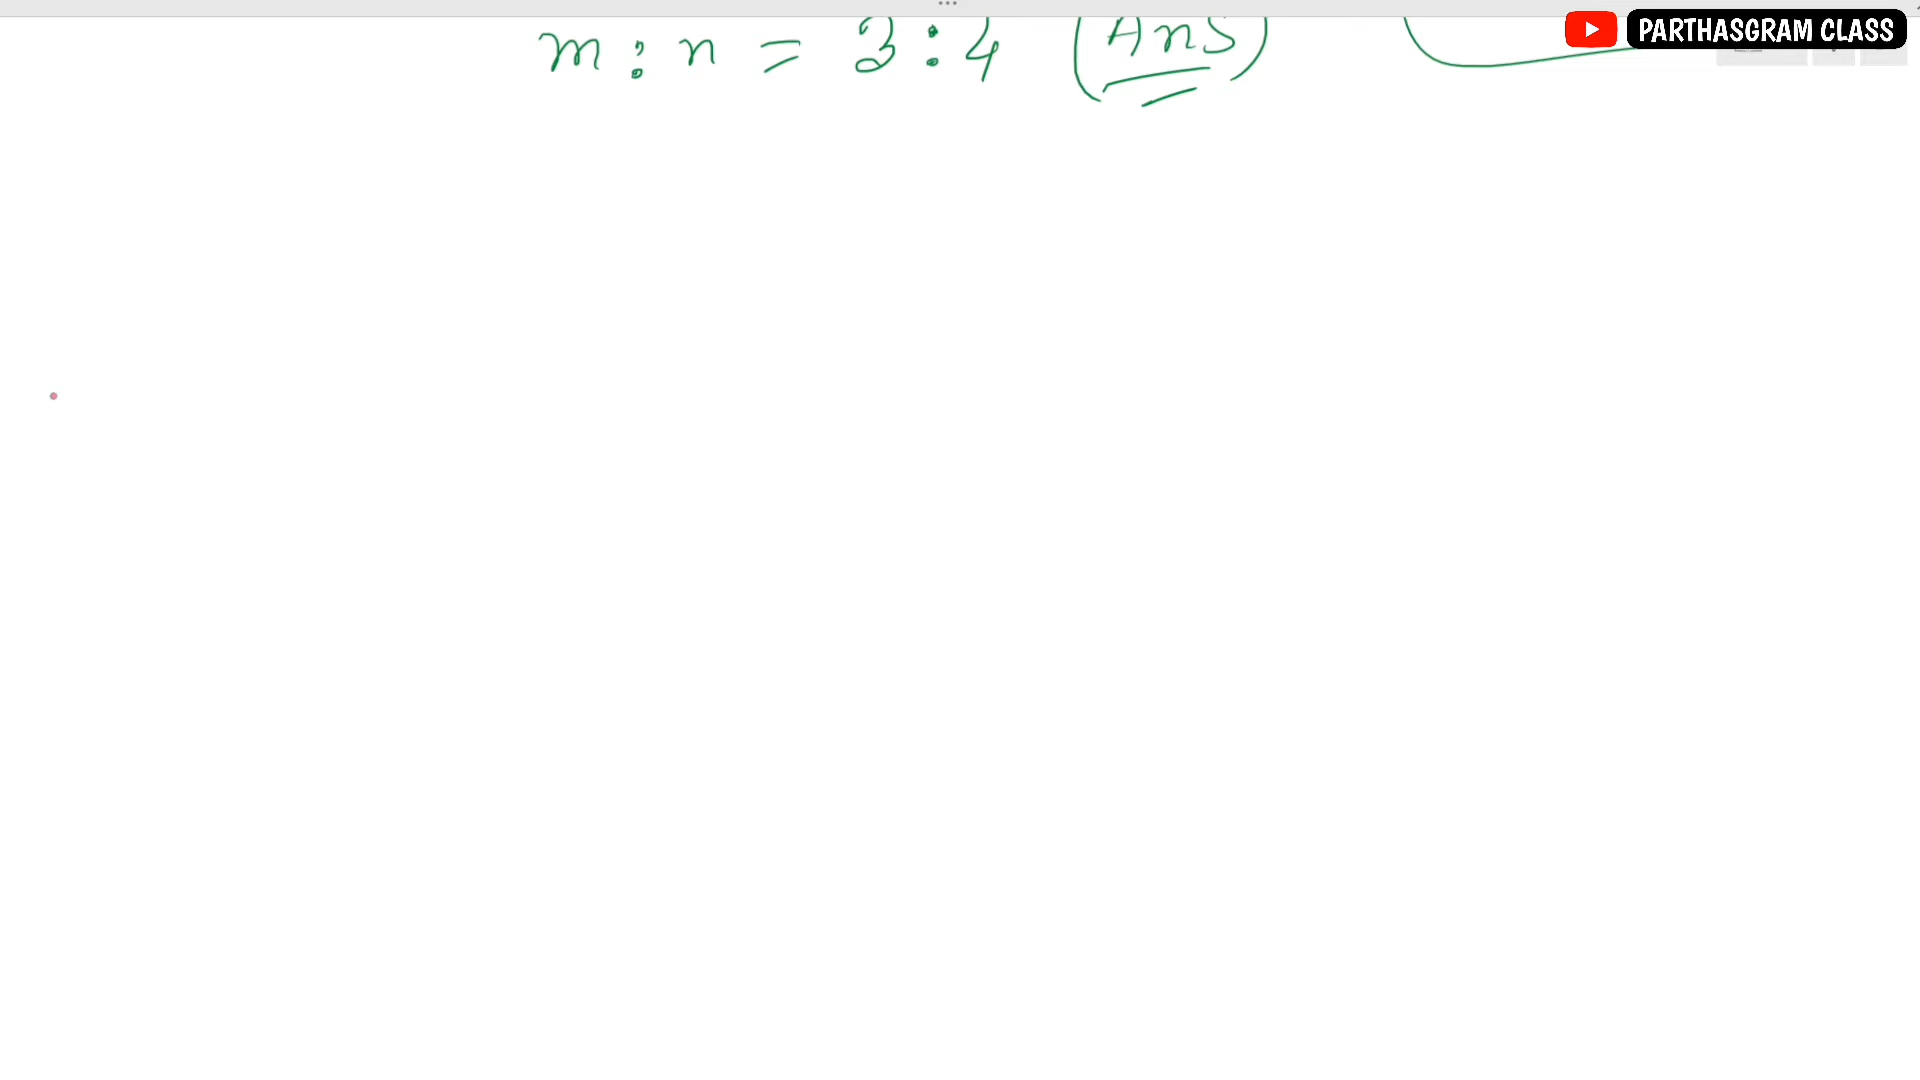 PARTHASGRAM CLASS
m : n = 3 : 4 (Ans)